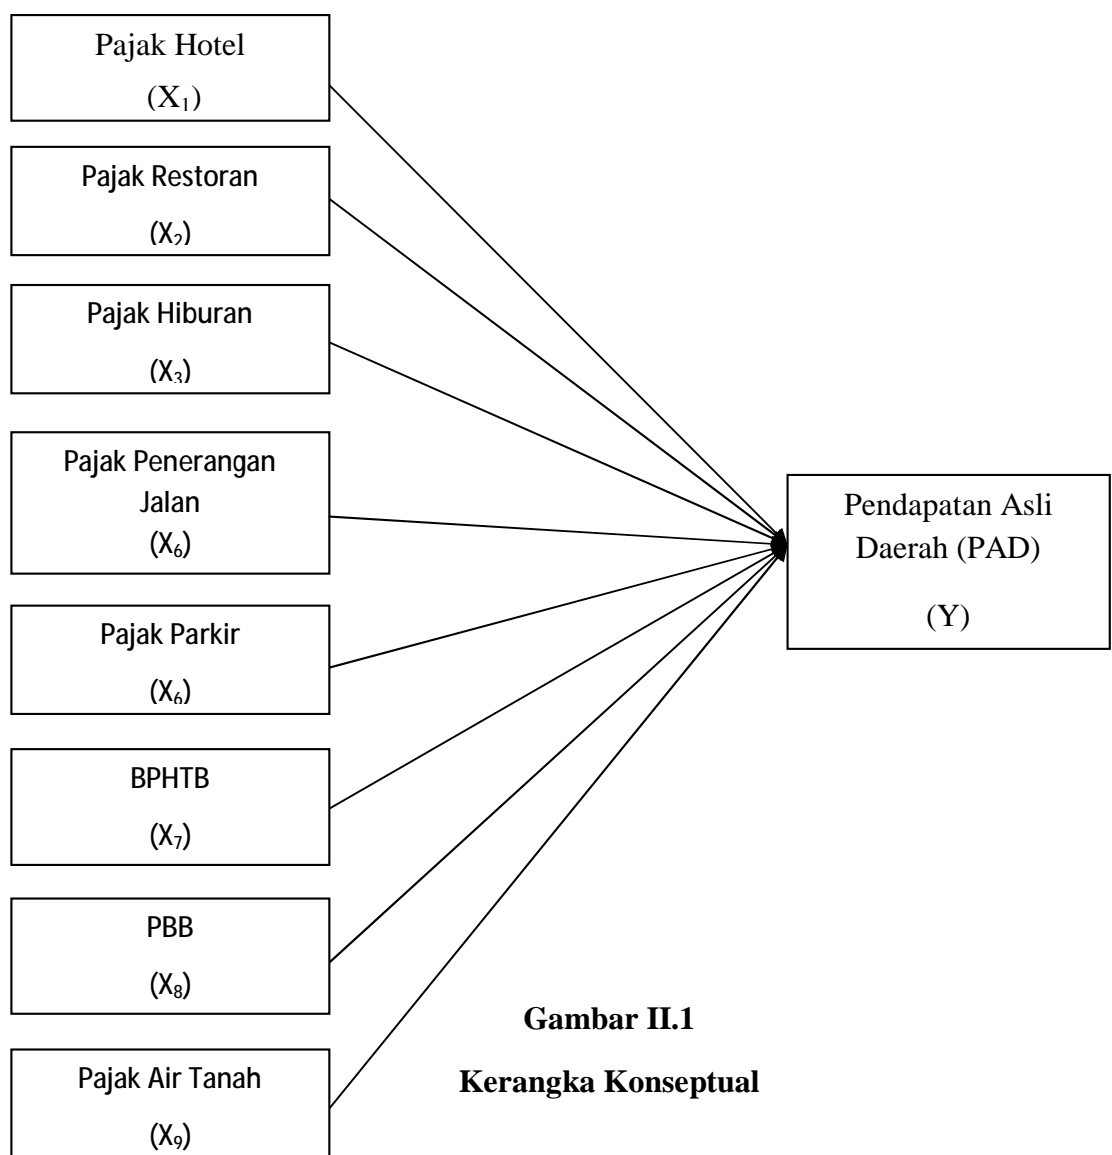 Pajak Hotel
(X₁)
Pajak Restoran
(X₂)
Pajak Hiburan
(X₃)
Pajak Penerangan
Jalan
(X₆)
Pajak Parkir
(X₆)
BPHTB
(X₇)
PBB
(X₈)
Pajak Air Tanah
(X₉)
Pendapatan Asli
Daerah (PAD)
(Y)
Gambar II.1
Kerangka Konseptual